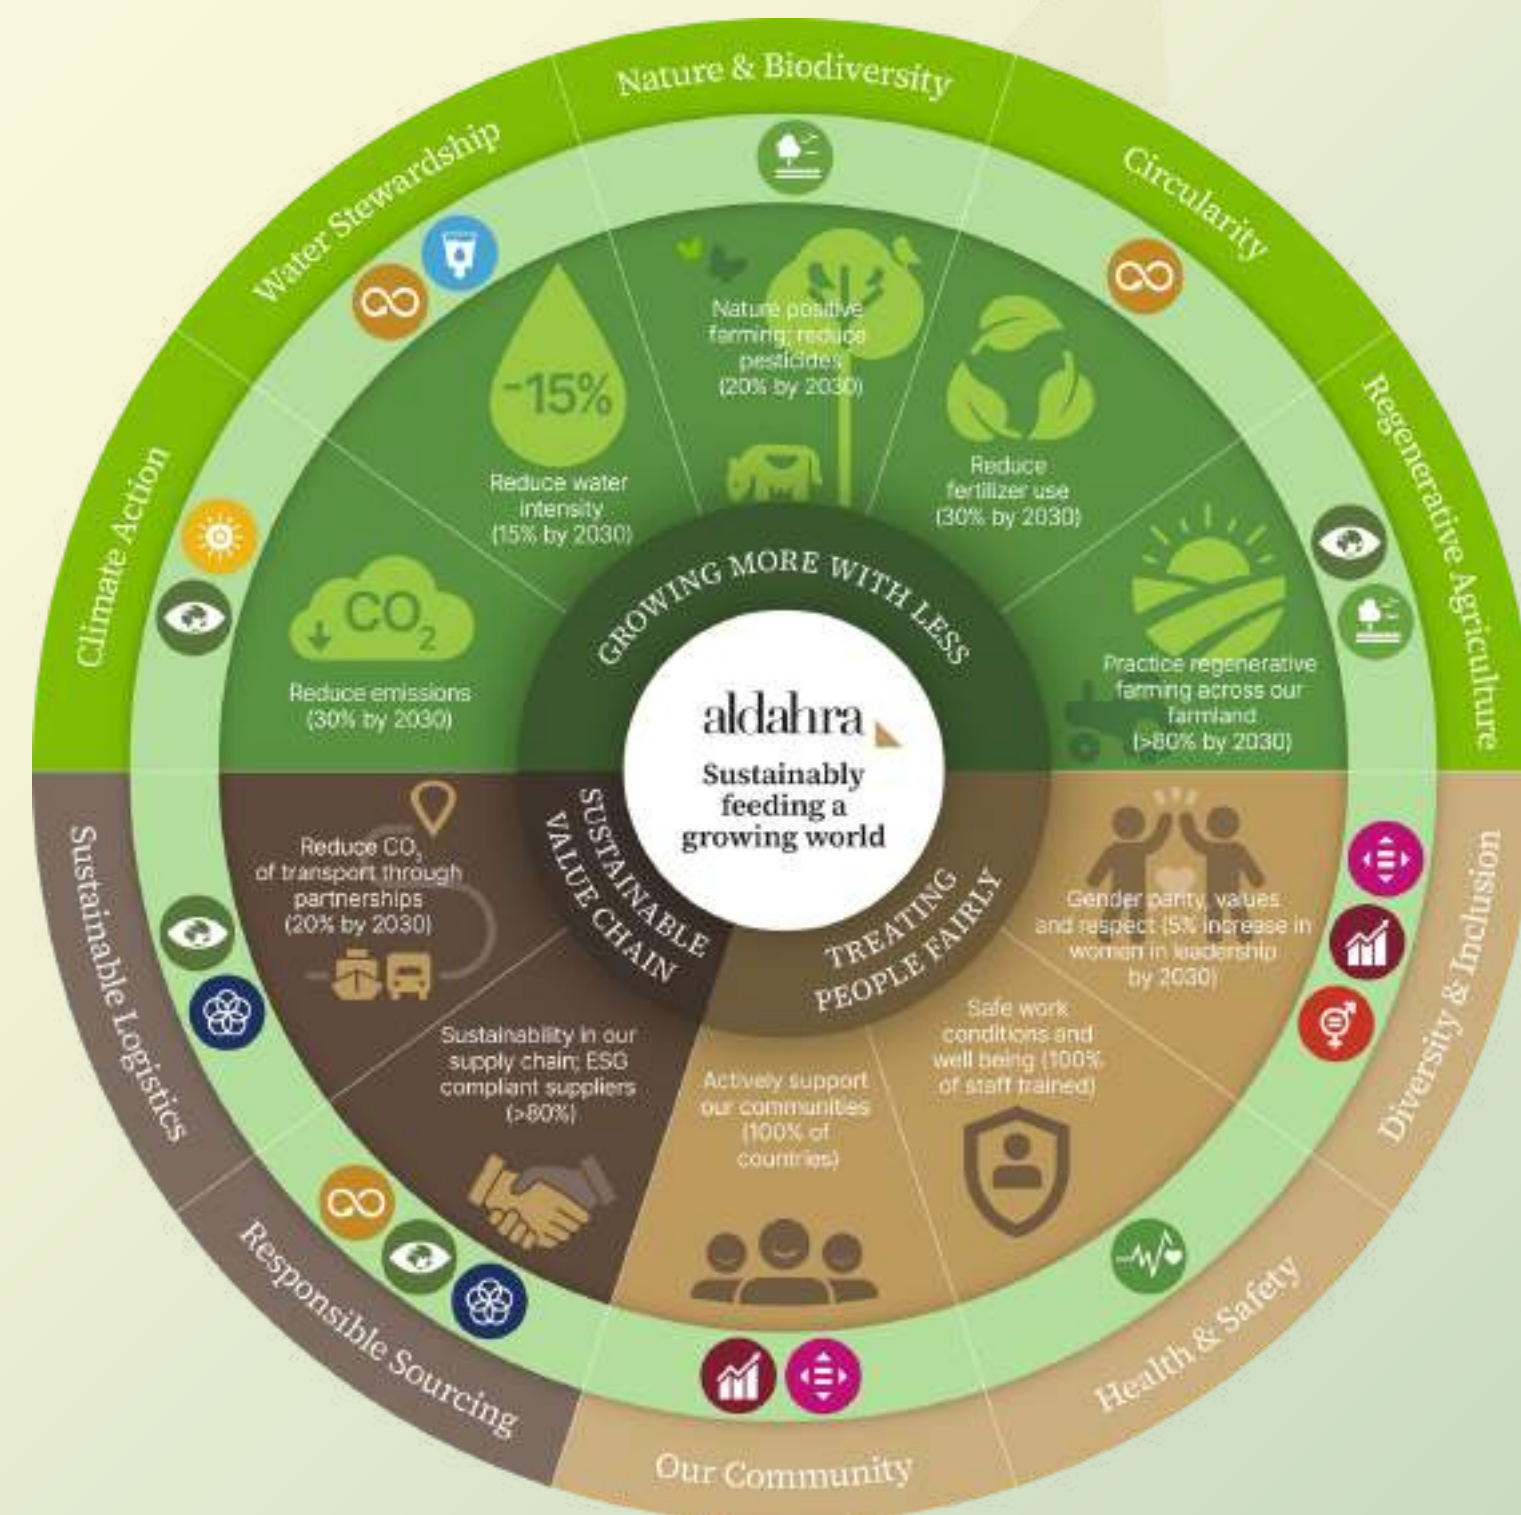 Nature & Biodiversity
Circularity
Regenerative Agriculture
Diversity & Inclusion
Health & Safety
Our Community
Responsible Sourcing
Sustainable Logistics
Climate Action
Water Stewardship
Nature positive
farming; reduce
pesticides
(20% by 2030)
Reduce
fertilizer use
(30% by 2030)
Practice regenerative
farming across our
farmland
(>80% by 2030)
Gender parity, values
and respect (5% increase in
women in leadership
by 2030)
Safe work
conditions and
well being (100%
of staff trained)
Actively support
our communities
(100% of
countries)
Sustainability in our
supply chain; ESG
compliant suppliers
(>80%)
Reduce CO₂
of transport through
partnerships
(20% by 2030)
CO₂
Reduce emissions
(30% by 2030)
-15%
Reduce water
intensity
(15% by 2030)
GROWING MORE WITH LESS
TREATING
PEOPLE FAIRLY
SUSTAINABLE
VALUE CHAIN
aldahra
Sustainably
feeding a
growing world